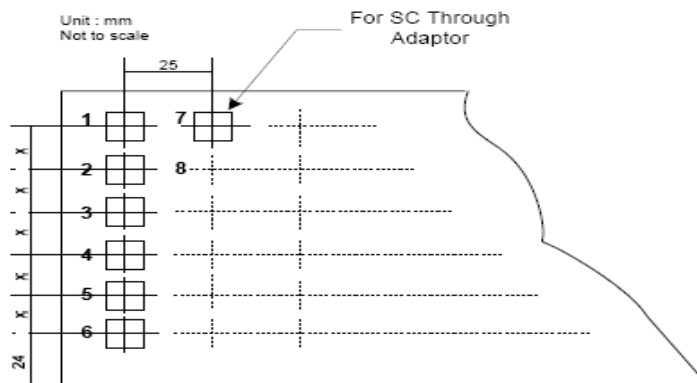 Unit : mm
Not to scale
For SC Through
Adaptor
25
1
7
2
8
3
4
5
6
x
x
x
x
x
24